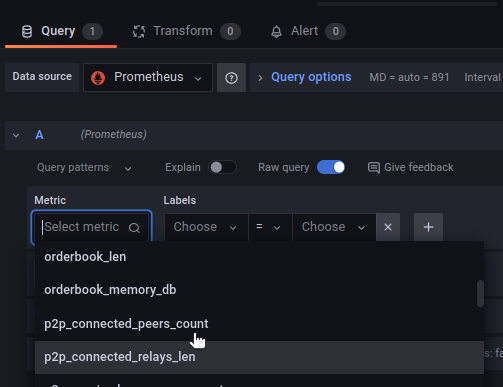 Query 1 Transform 0 Alert 0
Data source Prometheus Query options MD = auto = 891 Interval
A (Prometheus)
Query patterns Explain Raw query Give feedback
Metric Labels
Select metric Choose = Choose
orderbook_len
orderbook_memory_db
p2p_connected_peers_count
p2p_connected_relays_len